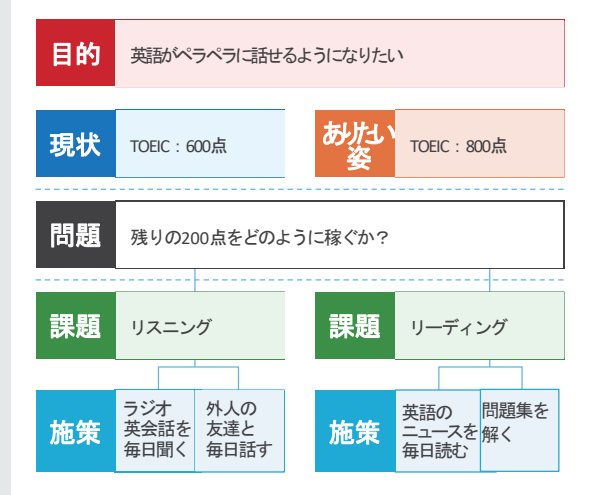 目的
英語がペラペラに話せるようになりたい
現状
TOEIC：600点
ありたい
姿
TOEIC：800点
問題
残りの200点をどのように稼ぐか？
課題
リスニング
課題
リーディング
施策
ラジオ
英会話を
毎日聞く
外人の
友達と
毎日話す
施策
英語の
ニュースを
毎日読む
問題集を
解く